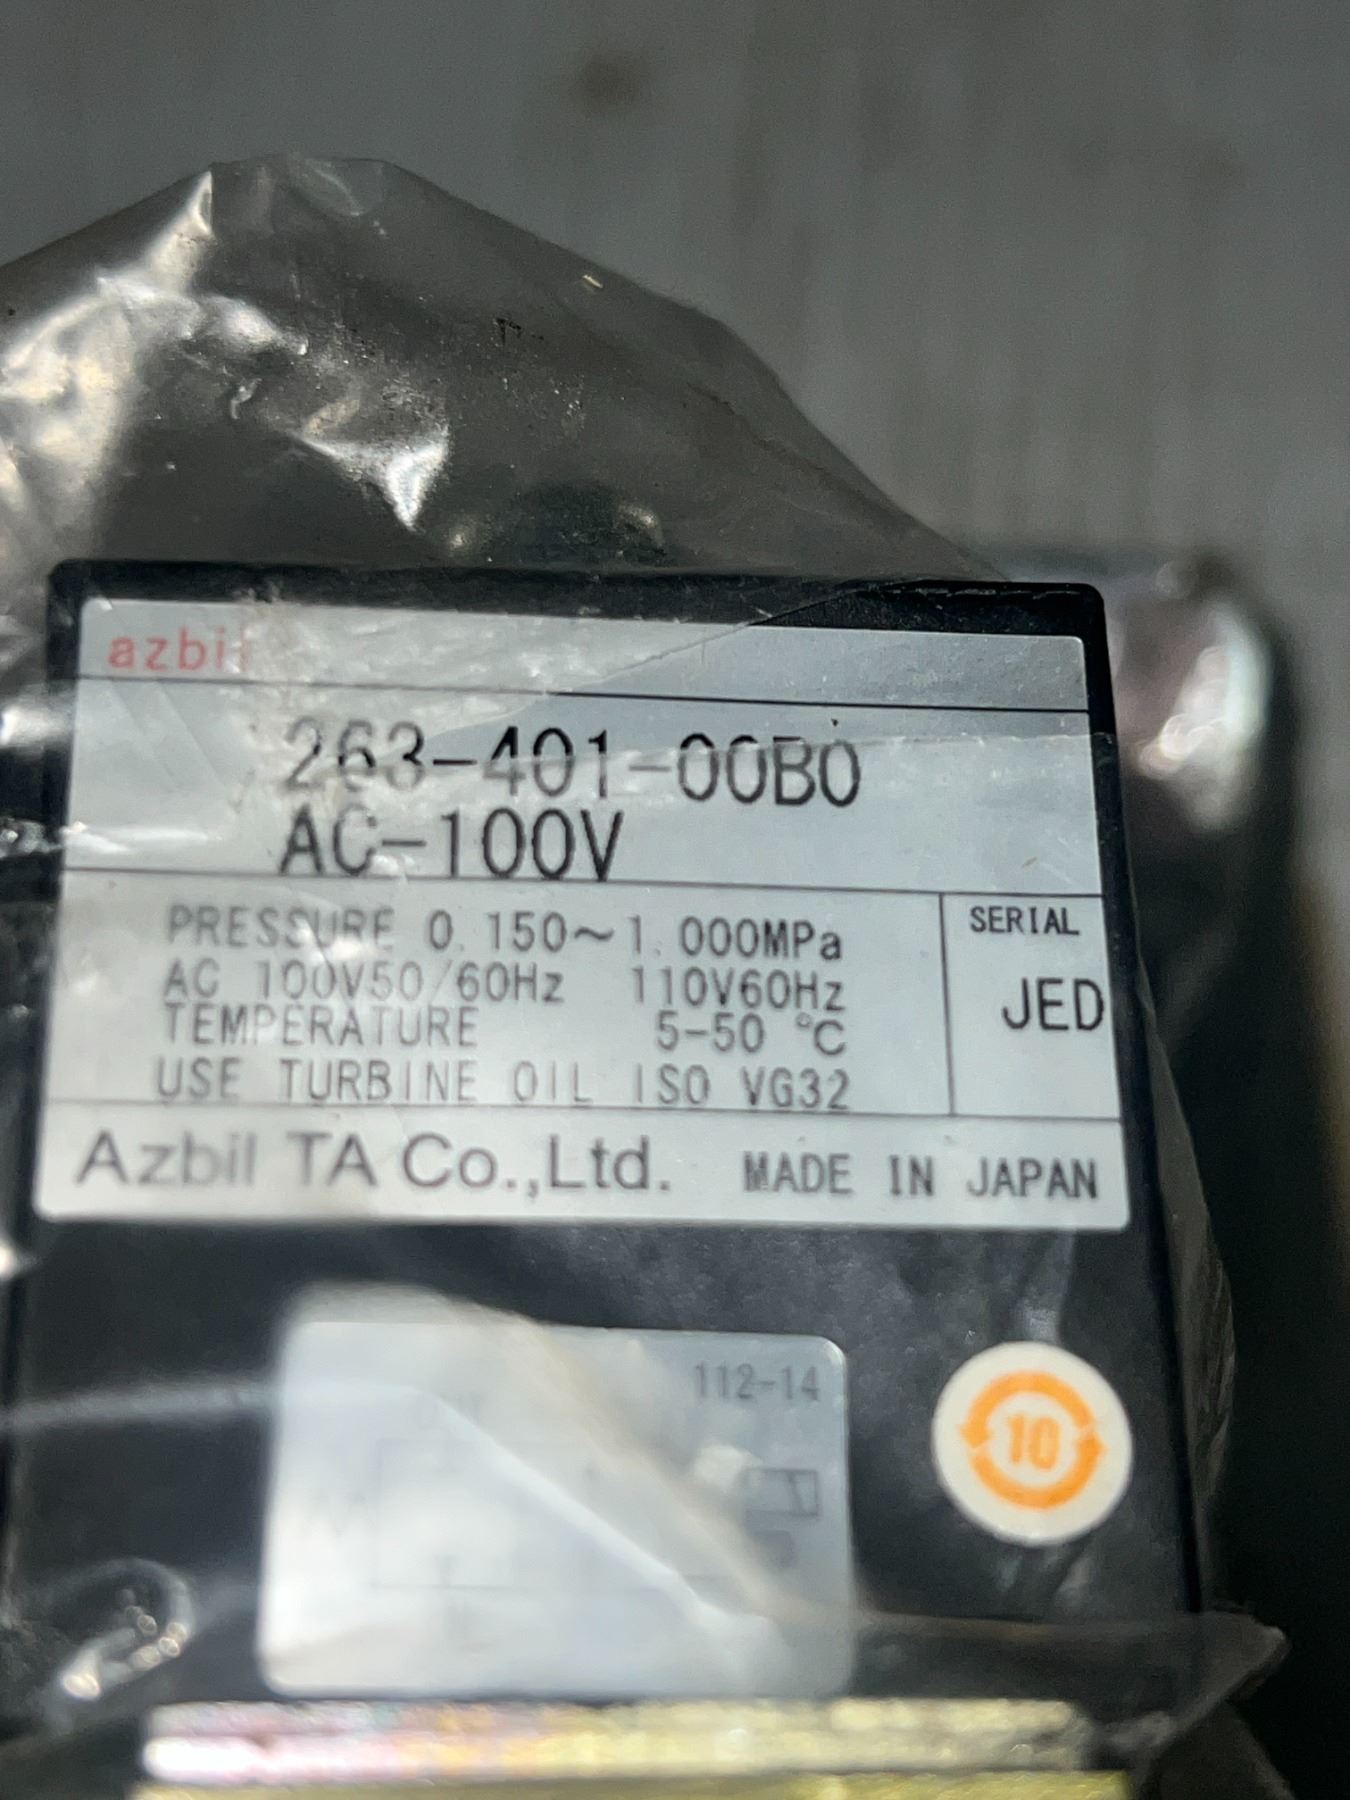 azbil
263-401-00B0
AC-100V
PRESSURE 0.150~1.000MPa
AC 100V50/60Hz 110V60Hz
TEMPERATURE 5-50 °C
USE TURBINE OIL ISO VG32
SERIAL
JED
Azbil TA Co.,Ltd. MADE IN JAPAN
112-14
10